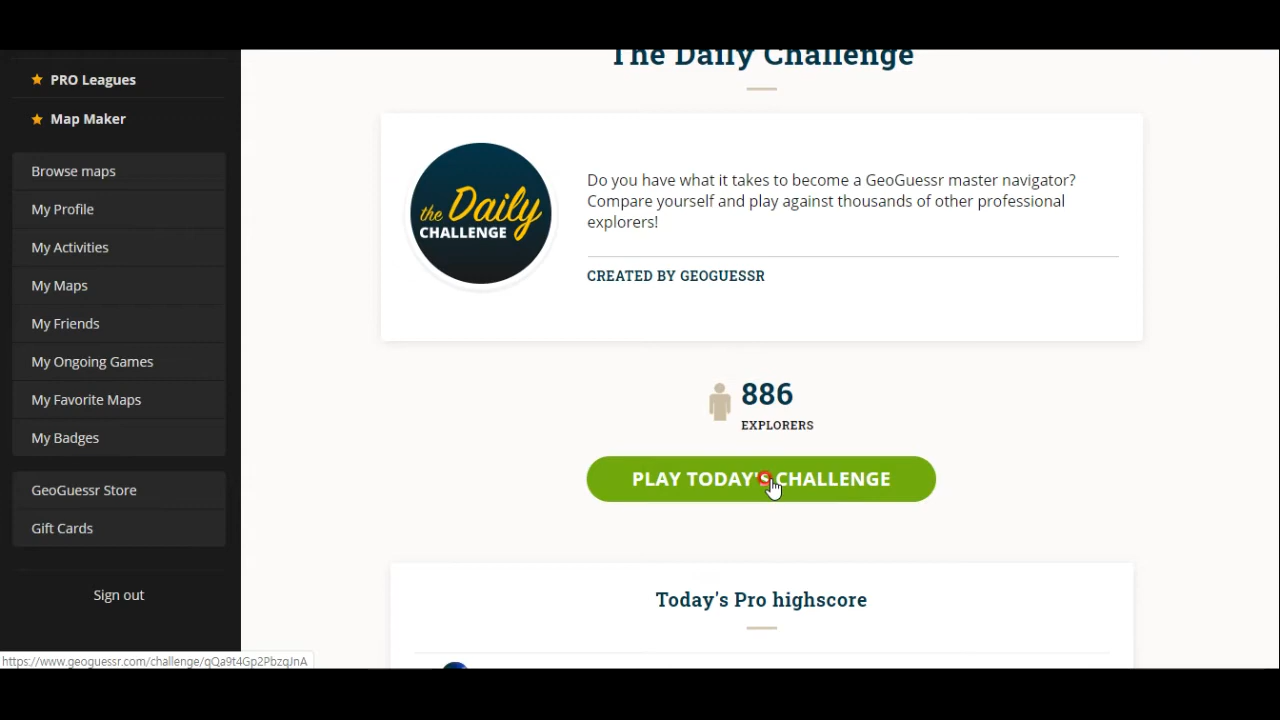 PRO Leagues
Map Maker
Browse maps
My Profile
My Activities
My Maps
My Friends
My Ongoing Games
My Favorite Maps
My Badges
GeoGuessr Store
Gift Cards
Sign out
https://www.geoguessr.com/challenge/qQa9t4Gp2PbzqJnA
The Daily Challenge
the Daily
CHALLENGE
Do you have what it takes to become a GeoGuessr master navigator?
Compare yourself and play against thousands of other professional
explorers!
CREATED BY GEOGUESSR
886
EXPLORERS
PLAY TODAY'S CHALLENGE
Today's Pro highscore